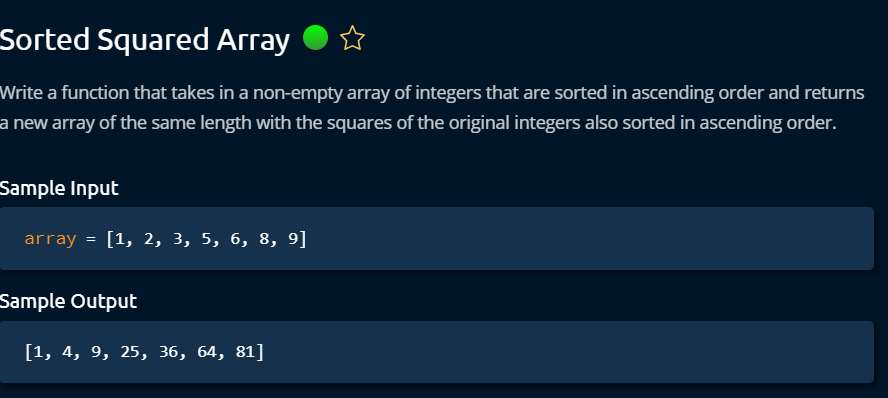 Sorted Squared Array
Write a function that takes in a non-empty array of integers that are sorted in ascending order and returns
a new array of the same length with the squares of the original integers also sorted in ascending order.
Sample Input
array = [1, 2, 3, 5, 6, 8, 9]
Sample Output
[1, 4, 9, 25, 36, 64, 81]